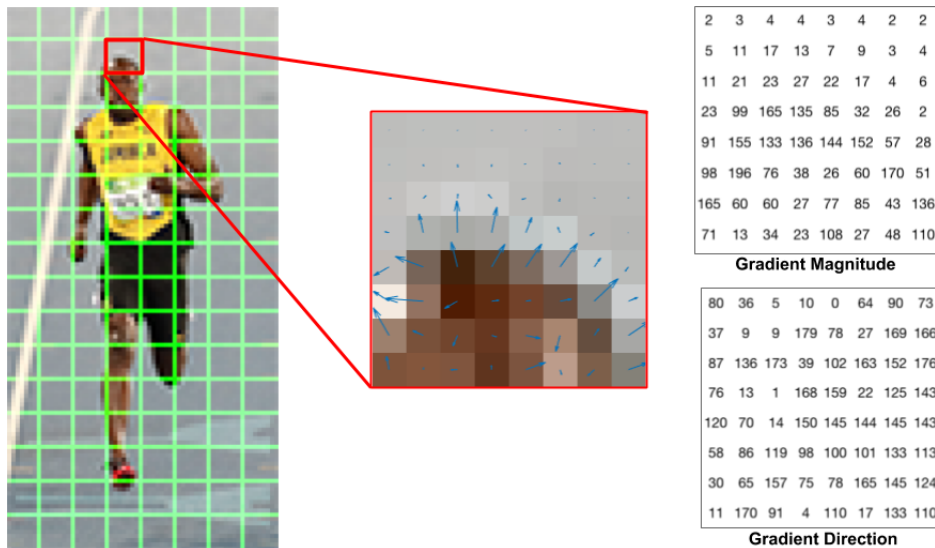 2 3 4 4 3 4 2 2
5 11 17 13 7 9 3 4
11 21 23 27 22 17 4 6
23 99 165 135 85 32 26 2
91 155 133 136 144 152 57 28
98 196 76 38 26 60 170 51
165 60 60 27 77 85 43 136
71 13 34 23 108 27 48 110
Gradient Magnitude
80 36 5 10 0 64 90 73
37 9 9 179 78 27 169 166
87 136 173 39 102 163 152 176
76 13 1 168 159 22 125 143
120 70 14 150 145 144 145 143
58 86 119 98 100 101 133 113
30 65 157 75 78 165 145 124
11 170 91 4 110 17 133 110
Gradient Direction